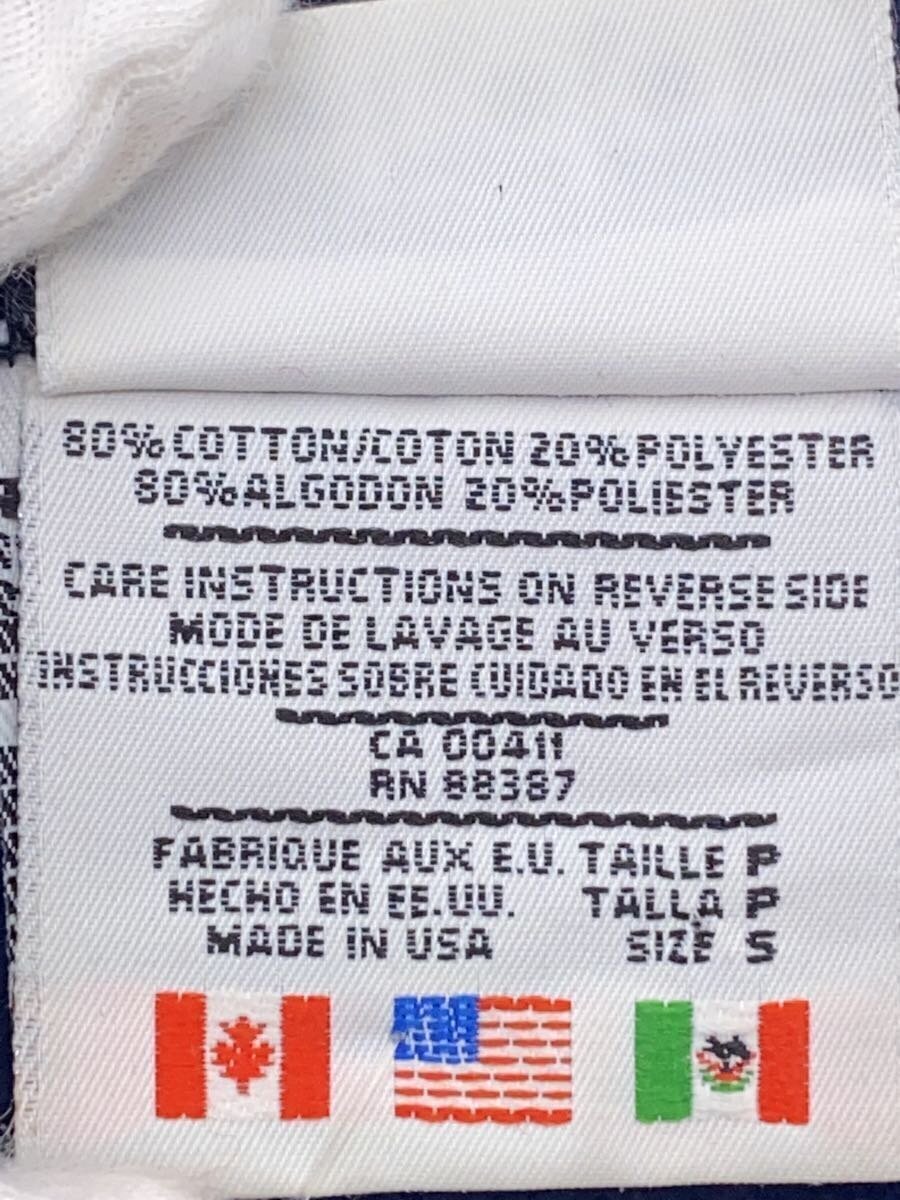 80% COTTON/COTON 20% POLYESTER
80% ALGODON 20% POLIESTER
CARE INSTRUCTIONS ON REVERSE SIDE
MODE DE LAVAGE AU VERSO
INSTRUCCIONES SOBRE CUIDADO EN EL REVERSO
CA 00411
RN 88387
FABRIQUE AUX E.U. TAILLE P
HECHO EN EE.UU. TALLA P
MADE IN USA SIZE S